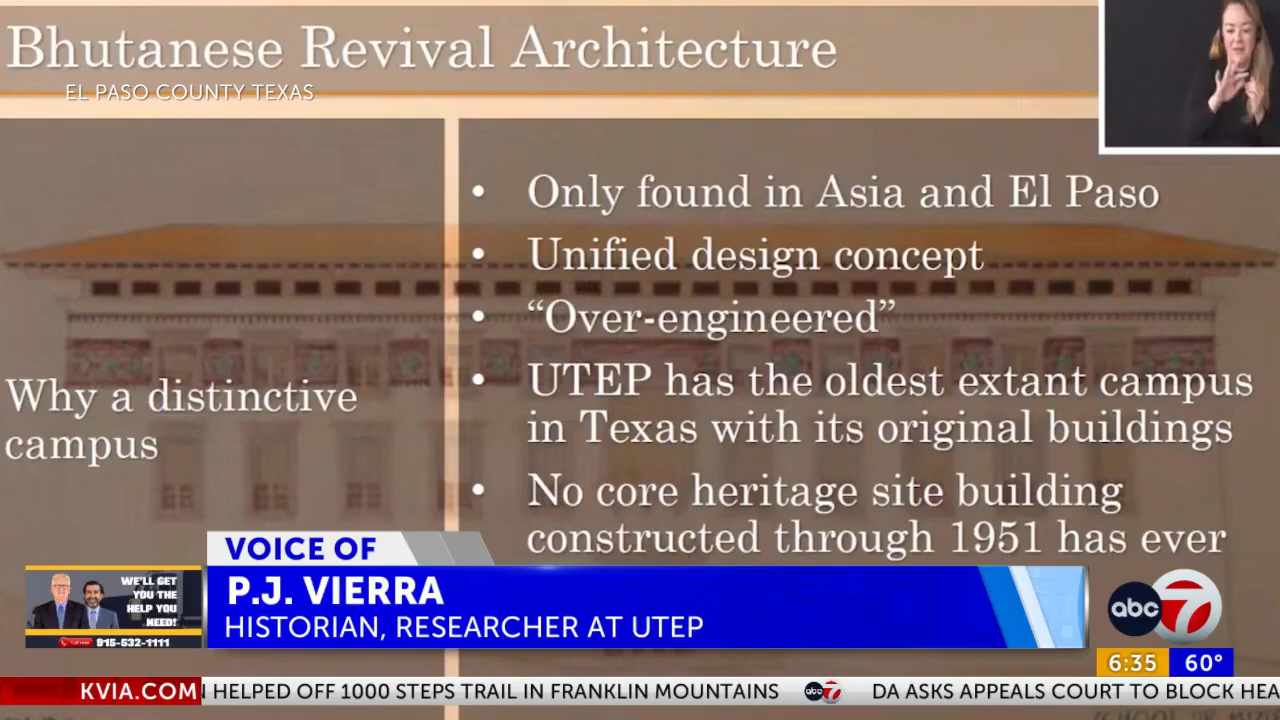 Bhutanese Revival Architecture
EL PASO COUNTY TEXAS
Why a distinctive
campus
• Only found in Asia and El Paso
• Unified design concept
• “Over-engineered”
• UTEP has the oldest extant campus
in Texas with its original buildings
• No core heritage site building
constructed through 1951 has ever
VOICE OF
P.J. VIERRA
HISTORIAN, RESEARCHER AT UTEP
WE'LL GET
YOU THE
HELP YOU
NEED!
915-532-1111
abc 7
6:35 60°
KVIA.COM HELPED OFF 1000 STEPS TRAIL IN FRANKLIN MOUNTAINS abc 7 DA ASKS APPEALS COURT TO BLOCK HEA